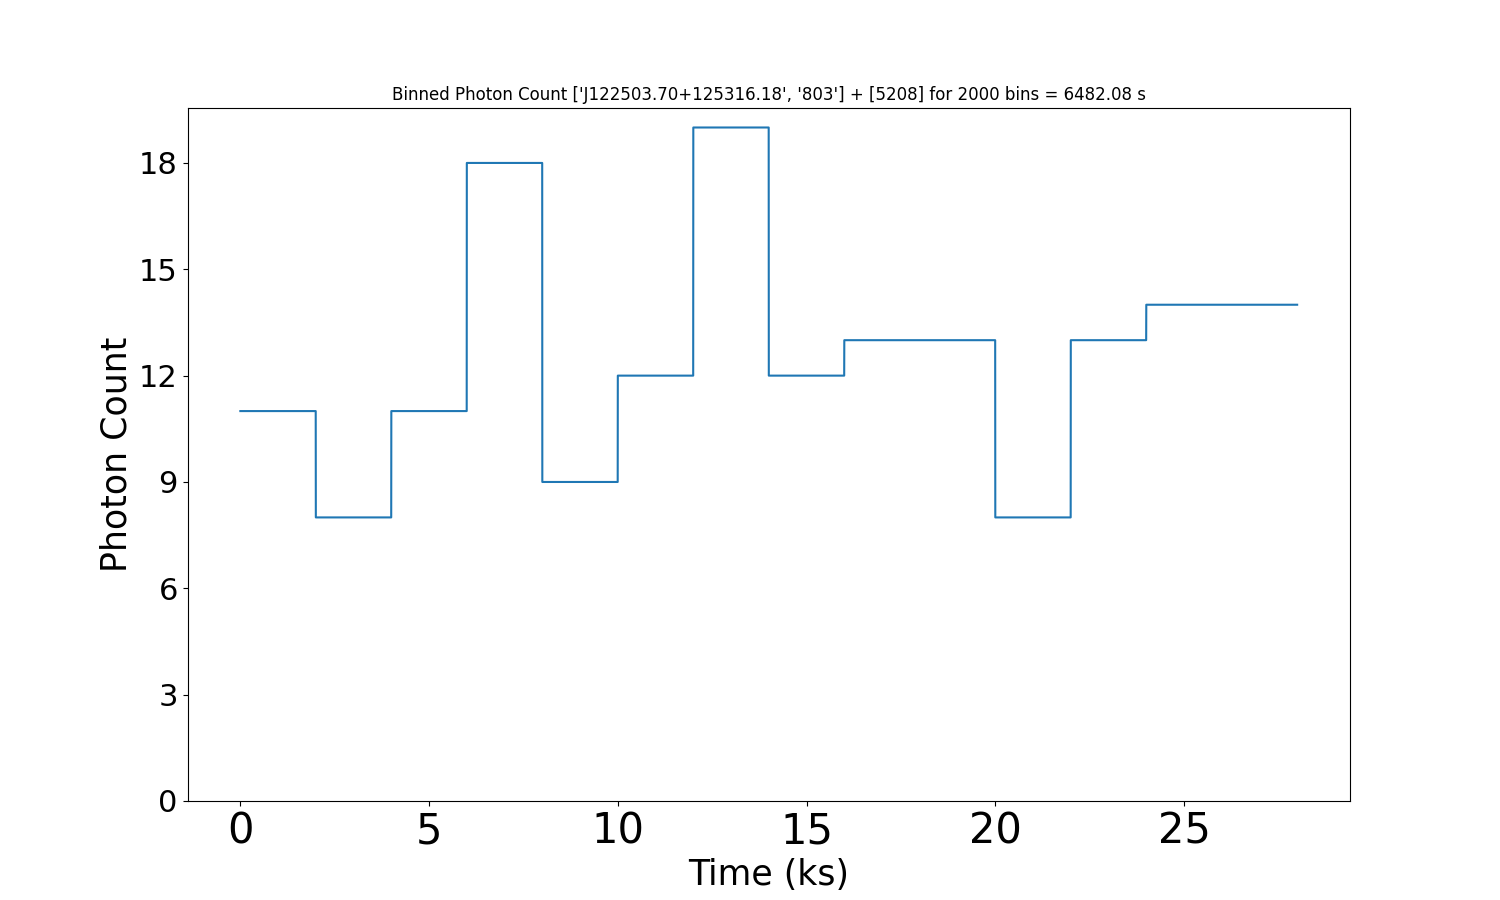 Binned Photon Count ['J122503.70+125316.18', '803'] + [5208] for 2000 bins = 6482.08 s
18
15
12
9
6
3
0
Photon Count
0 5 10 15 20 25
Time (ks)